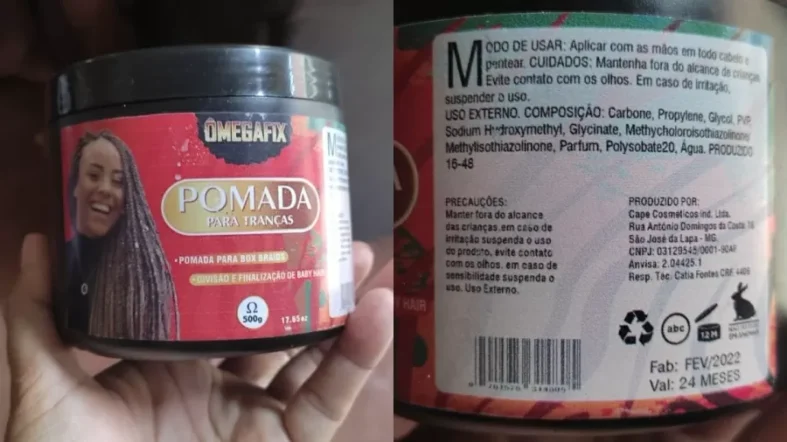 ÔMEGAFIX
POMADA
PARA TRANÇAS
• POMADA PARA BOX BRAIDS
• DIVISÃO E FINALIZAÇÃO DE BABY HAIR
Ω
500g
17.65oz
MODO DE USAR: Aplicar com as mãos em todo cabelo e
pentear. CUIDADOS: Mantenha fora do alcance de crianças
Evite contato com os olhos. Em caso de irritação,
suspender o uso.
USO EXTERNO. COMPOSIÇÃO: Carbone, Propylene, Glycol, PVP,
Sodium Hydroxymethyl, Glycinate, Methycholoroisothiazolinone
Methylisothiazolinone, Parfum, Polysobate20, Água. PRODUZIDO
16-48
PRECAUÇÕES:
Manter fora do alcance
das crianças, em caso de
irritação suspenda o uso
do produto, evite contato
com os olhos. em caso de
sensibilidade suspenda o
uso. Uso Externo.
PRODUZIDO POR:
Cape Cosméticos ind. Ltda.
Rua Antônio Domingos da Costa,
São José da Lapa - MG.
CNPJ:
Anvisa: 2.04425.1
Resp. Téc. Catia Fontes CRF
abc
12 M
HAIR
Fab: FEV/2022
Val: 24 MESES